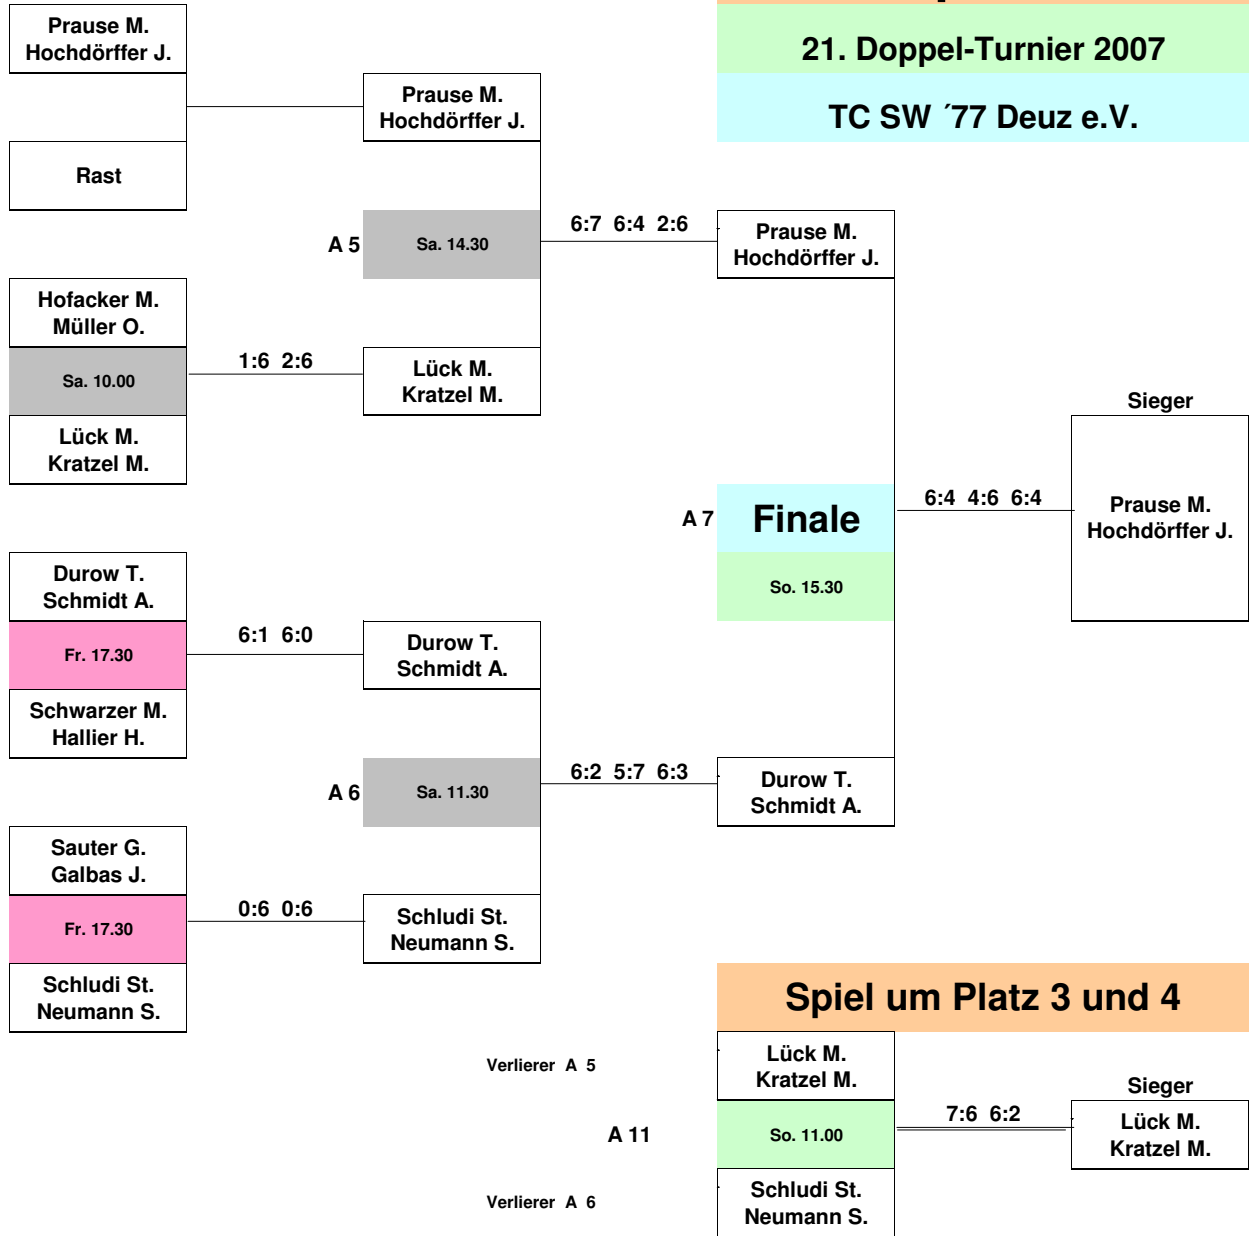 Prause M.
Hochdörffer J.
21. Doppel-Turnier 2007
TC SW ´77 Deuz e.V.
Prause M.
Hochdörffer J.
Rast
A 5
Sa. 14.30
6:7 6:4 2:6
Prause M.
Hochdörffer J.
Hofacker M.
Müller O.
Sa. 10.00
1:6 2:6
Lück M.
Kratzel M.
Lück M.
Kratzel M.
Sieger
A 7
Finale
6:4 4:6 6:4
Prause M.
Hochdörffer J.
So. 15.30
Durow T.
Schmidt A.
Fr. 17.30
6:1 6:0
Durow T.
Schmidt A.
Schwarzer M.
Hallier H.
A 6
Sa. 11.30
6:2 5:7 6:3
Durow T.
Schmidt A.
Sauter G.
Galbas J.
Fr. 17.30
0:6 0:6
Schludi St.
Neumann S.
Schludi St.
Neumann S.
Spiel um Platz 3 und 4
Verlierer A 5
Lück M.
Kratzel M.
Sieger
A 11
So. 11.00
7:6 6:2
Lück M.
Kratzel M.
Verlierer A 6
Schludi St.
Neumann S.